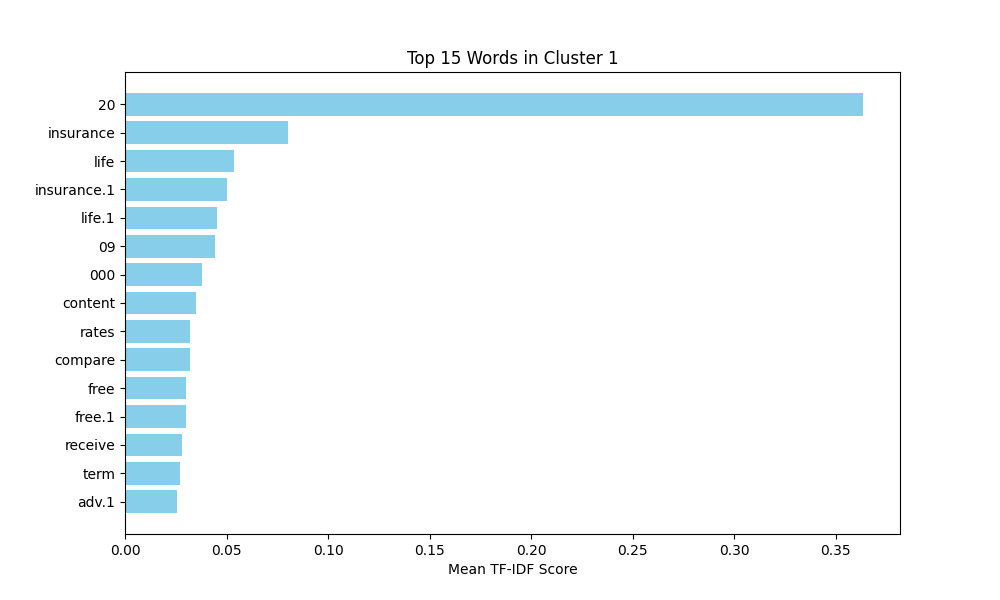 Top 15 Words in Cluster 1
20
insurance
life
insurance.1
life.1
09
000
content
rates
compare
free
free.1
receive
term
adv.1
0.00 0.05 0.10 0.15 0.20 0.25 0.30 0.35
Mean TF-IDF Score